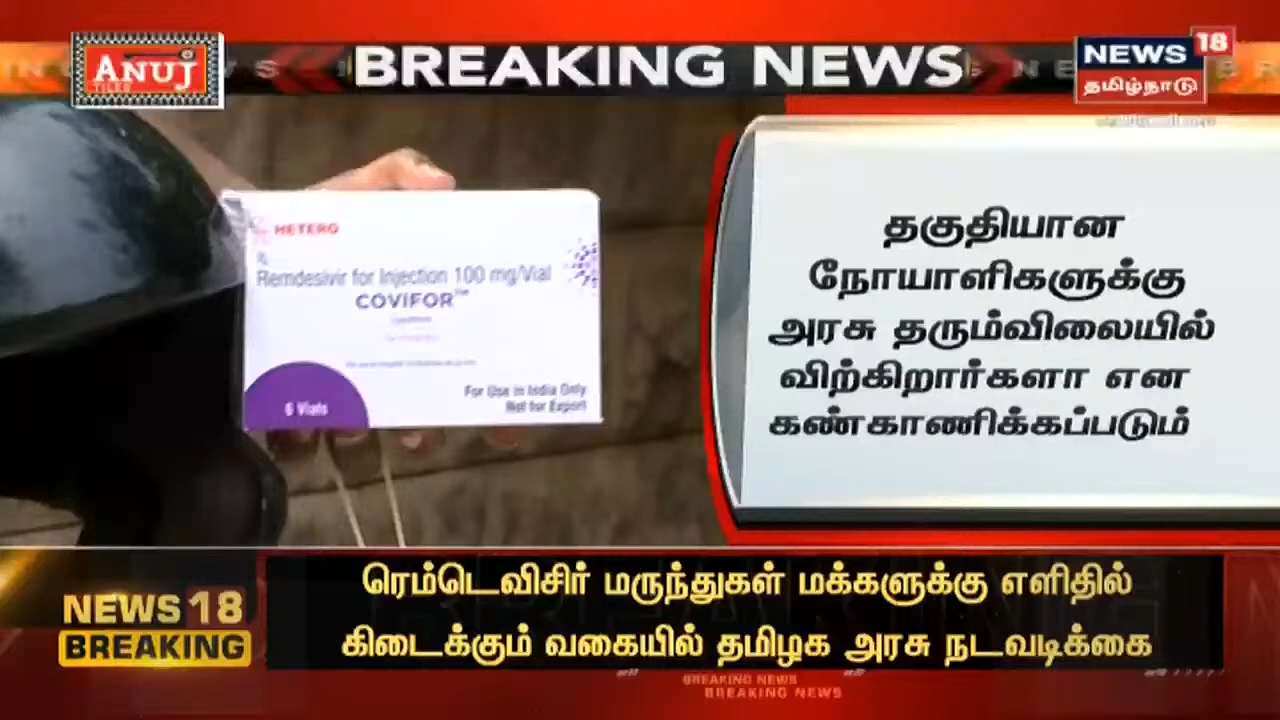 ANUJ
TILES
BREAKING NEWS
NEWS 18
தமிழ்நாடு
HETERO
Remdesivir for Injection 100 mg/Vial
COVIFOR™
For Use in India Only
Not for Export
6 Vials
தகுதியான
நோயாளிகளுக்கு
அரசு தரும்விலையில்
விற்கிறார்களா என
கண்காணிக்கப்படும்
NEWS 18
BREAKING
ரெம்டெவிசிர் மருந்துகள் மக்களுக்கு எளிதில்
கிடைக்கும் வகையில் தமிழக அரசு நடவடிக்கை
BREAKING NEWS
BREAKING NEWS